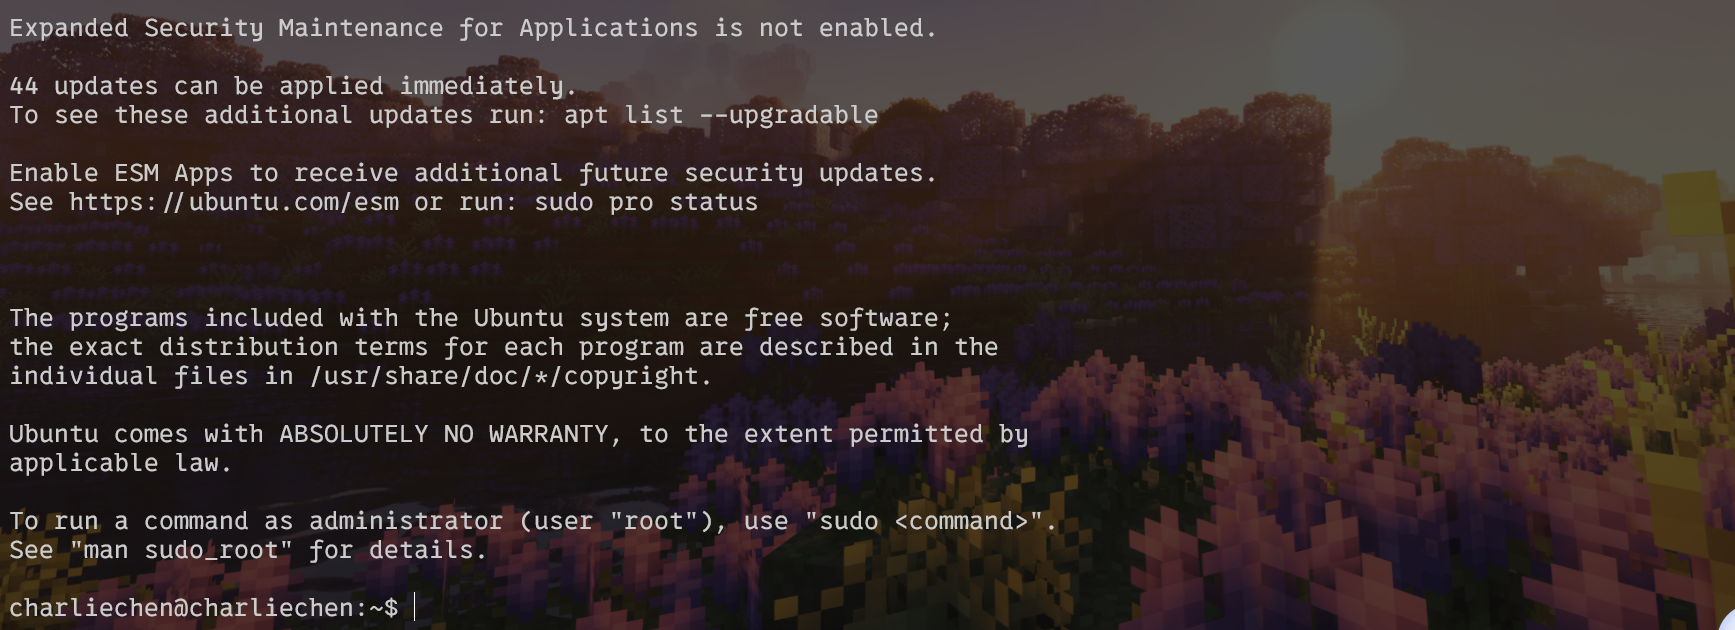 Expanded Security Maintenance for Applications is not enabled.
44 updates can be applied immediately.
To see these additional updates run: apt list --upgradable
Enable ESM Apps to receive additional future security updates.
See https://ubuntu.com/esm or run: sudo pro status
The programs included with the Ubuntu system are free software;
the exact distribution terms for each program are described in the
individual files in /usr/share/doc/*/copyright.
Ubuntu comes with ABSOLUTELY NO WARRANTY, to the extent permitted by
applicable law.
To run a command as administrator (user "root"), use "sudo <command>".
See "man sudo_root" for details.
charliechen@charliechen:~$